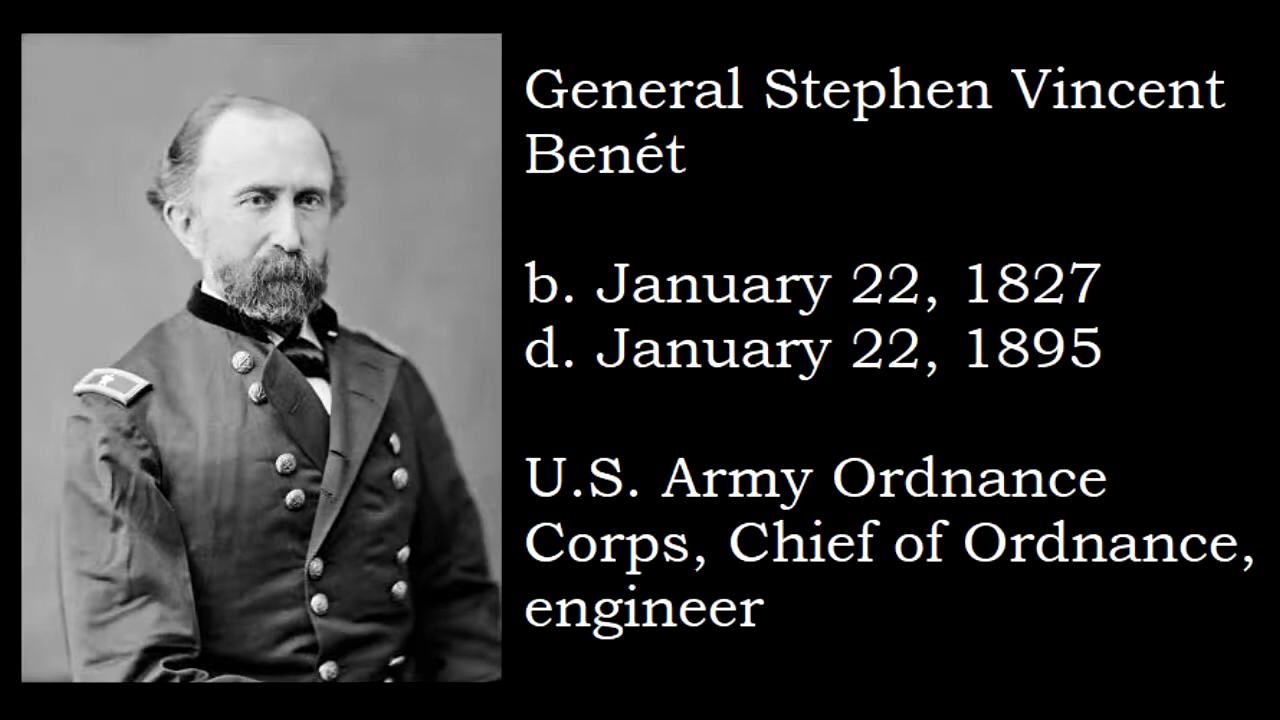 General Stephen Vincent
Benét
b. January 22, 1827
d. January 22, 1895
U.S. Army Ordnance
Corps, Chief of Ordnance,
engineer